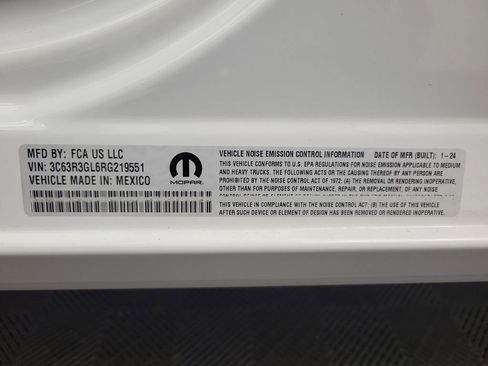 MFD BY: FCA US LLC
VIN: 3C63R3GL6RG219551
VEHICLE MADE IN: MEXICO
MOPAR.
VEHICLE NOISE EMISSION CONTROL INFORMATION DATE OF MFR (BUILT): 1-24
THIS VEHICLE CONFORMS TO U.S. EPA REGULATIONS FOR NOISE EMISSION APPLICABLE TO MEDIUM
AND HEAVY TRUCKS. THE FOLLOWING ACTS OR THE CAUSING THEREOF BY ANY PERSON ARE
PROHIBITED BY THE NOISE CONTROL ACT OF 1972: (A) THE REMOVAL OR RENDERING INOPERATIVE,
OTHER THAN FOR PURPOSES OF MAINTENANCE, REPAIR, OR REPLACEMENT, OF ANY NOISE
THIS VEHICLE IN COMPLIANCE WITH THE NOISE CONTROL ACT; (B) THE USE OF THIS VEHICLE
AFTER SUCH DEVICE OR ELEMENT OF DESIGN HAS BEEN REMOVED OR RENDERED INOPERATIVE.